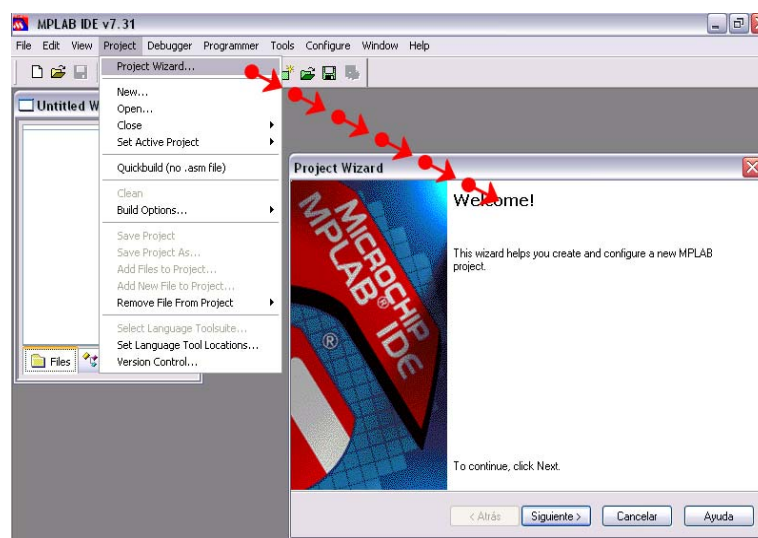 MPLAB IDE v7.31
File Edit View Project Debugger Programmer Tools Configure Window Help
Project Wizard...
New...
Open...
Close
Set Active Project
Quickbuild (no .asm file)
Clean
Build Options...
Save Project
Save Project As...
Add Files to Project...
Add New File to Project...
Remove File From Project
Select Language Toolsuite...
Set Language Tool Locations...
Version Control...
Untitled W
Files
Project Wizard
MICROCHIP
MPLAB® IDE
®
Welcome!
This wizard helps you create and configure a new MPLAB
project.
To continue, click Next.
< Atrás Siguiente > Cancelar Ayuda